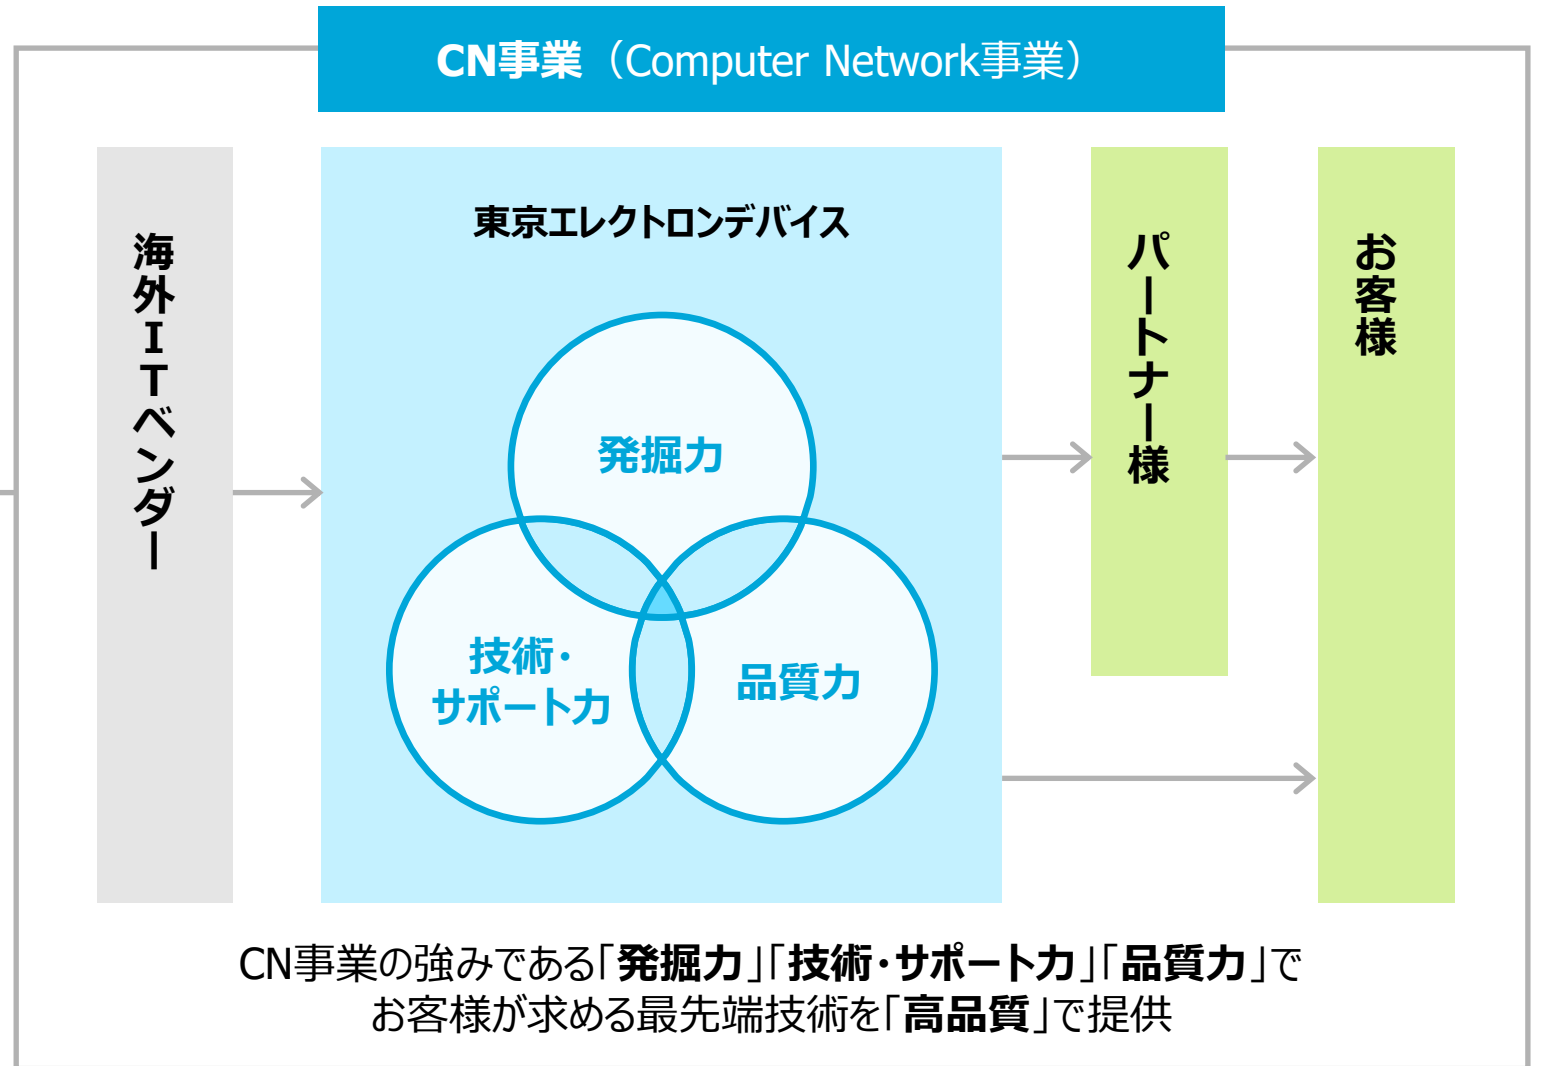 CN事業（Computer Network事業）
海外ITベンダー
東京エレクトロンデバイス
発掘力
技術・
サポート力
品質力
パートナー様
お客様
CN事業の強みである「発掘力」「技術・サポート力」「品質力」で
お客様が求める最先端技術を「高品質」で提供